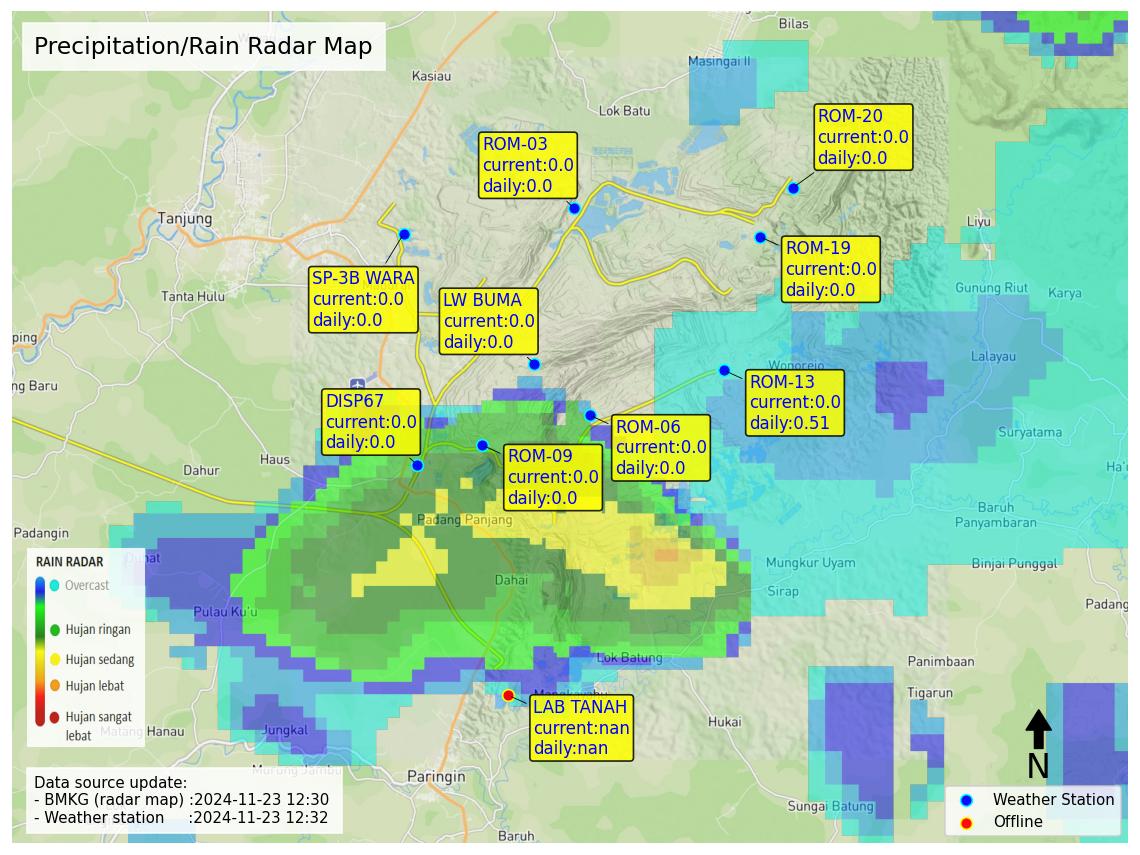 Precipitation/Rain Radar Map
Bilas
Masingai II
Kasiau
Lok Batu
ROM-20
current:0.0
daily:0.0
ROM-03
current:0.0
daily:0.0
Tanjung
Liyu
ROM-19
current:0.0
daily:0.0
SP-3B WARA
current:0.0
daily:0.0
Tanta Hulu
LW BUMA
current:0.0
daily:0.0
Gunung Riut
Karya
ping
Lalayau
Wonorejo
ng Baru
ROM-13
current:0.0
daily:0.51
DISP67
current:0.0
daily:0.0
ROM-06
current:0.0
daily:0.0
Suryatama
Haus
Dahur
ROM-09
current:0.0
daily:0.0
Ha'u
Baruh
Panyambaran
Padang Panjang
Padangin
RAIN RADAR
Overcast
Hujan ringan
Hujan sedang
Hujan lebat
Hujan sangat
lebat
Mungkur Uyam
Binjai Punggal
Dahai
Sirap
Pulau Ku'u
Padang
Lok Batung
Panimbaan
Mangkayahu
Tigarun
LAB TANAH
current:nan
daily:nan
Hukai
Matang Hanau
Jungkal
Murung Jambu
Paringin
N
Data source update:
- BMKG (radar map) :2024-11-23 12:30
- Weather station :2024-11-23 12:32
Sungai Batung
Weather Station
Offline
Baruh